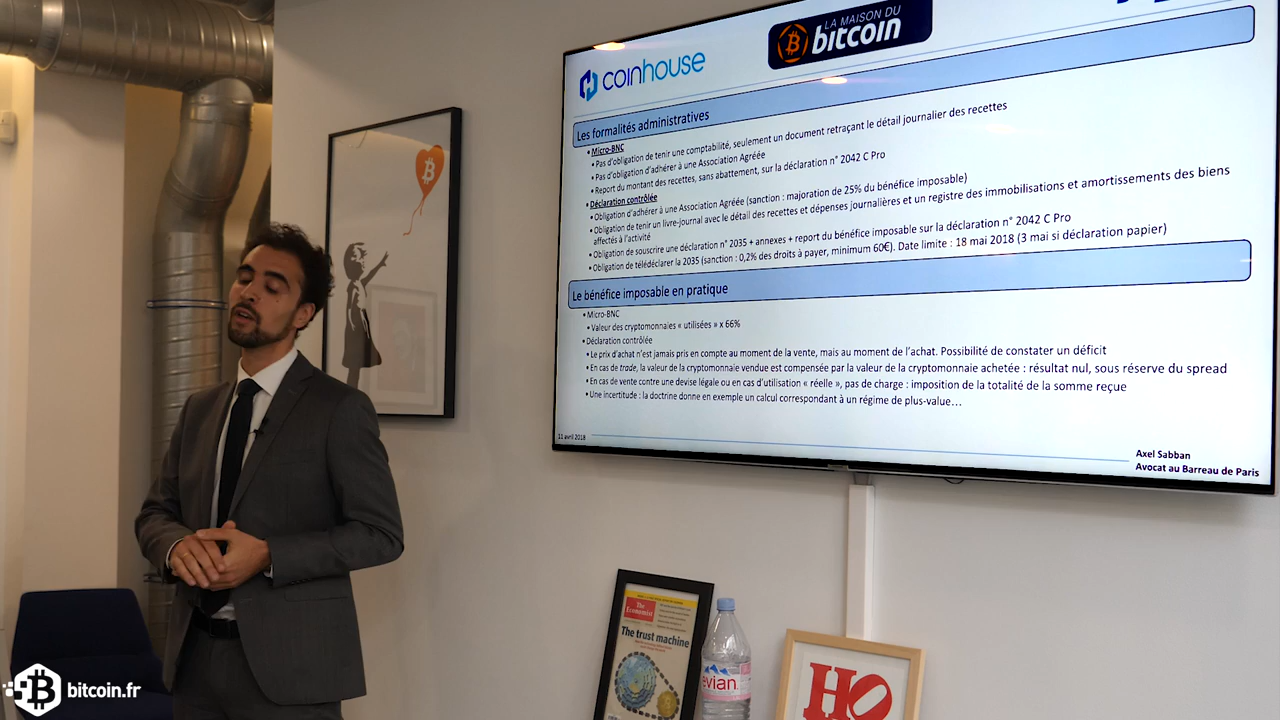 LA MAISON DU
bitcoin
coinhouse
Les formalités administratives
• Micro-BNC
• Pas d'obligation de tenir une comptabilité, seulement un document retraçant le détail journalier des recettes
• Pas d'obligation d'adhérer à une Association Agréée
• Report du montant des recettes, sans abattement, sur la déclaration n° 2042 C Pro
• Déclaration contrôlée
• Obligation d'adhérer à une Association Agréée (sanction : majoration de 25% du bénéfice imposable)
• Obligation de tenir un livre-journal avec le détail des recettes et dépenses journalières et un registre des immobilisations et amortissements des biens
affectés à l'activité
• Obligation de souscrire une déclaration n° 2035 + annexes + report du bénéfice imposable sur la déclaration n° 2042 C Pro
• Obligation de télédéclarer la 2035 (sanction : 0,2% des droits à payer, minimum 60€). Date limite : 18 mai 2018 (3 mai si déclaration papier)
Le bénéfice imposable en pratique
• Micro-BNC
• Valeur des cryptomonnaies « utilisées » x 66%
• Déclaration contrôlée
• Le prix d'achat n'est jamais pris en compte au moment de la vente, mais au moment de l'achat. Possibilité de constater un déficit
• En cas de trade, la valeur de la cryptomonnaie vendue est compensée par la valeur de la cryptomonnaie achetée : résultat nul, sous réserve du spread
• En cas de vente contre une devise légale ou en cas d'utilisation « réelle », pas de charge : imposition de la totalité de la somme reçue
• Une incertitude : la doctrine donne en exemple un calcul correspondant à un régime de plus-value…
11 avril 2018
Axel Sabban
Avocat au Barreau de Paris
The
Economist
The trust machine
evian
HO
bitcoin.fr